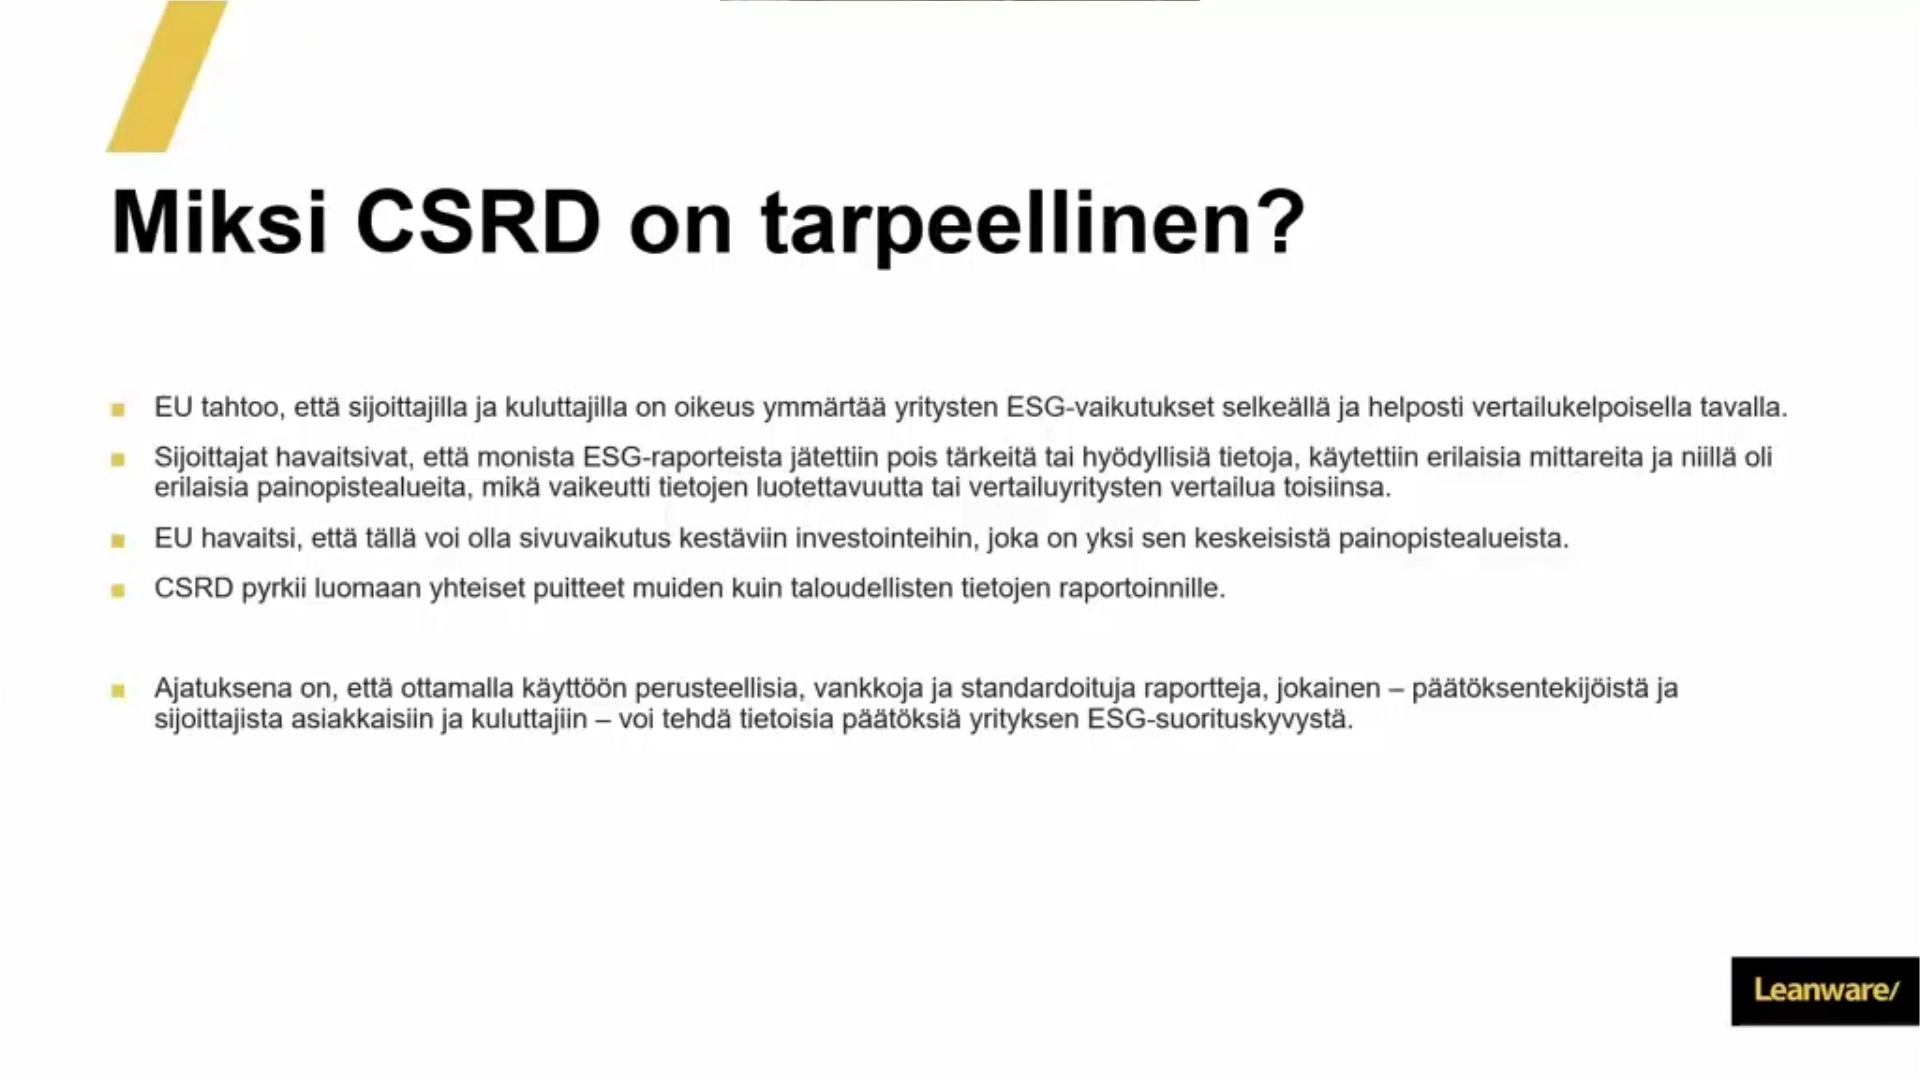 Miksi CSRD on tarpeellinen?
EU tahtoo, että sijoittajilla ja kuluttajilla on oikeus ymmärtää yritysten ESG-vaikutukset selkeällä ja helposti vertailukelpoisella tavalla.
Sijoittajat havaitsivat, että monista ESG-raporteista jätettiin pois tärkeitä tai hyödyllisiä tietoja, käytettiin erilaisia mittareita ja niillä oli
erilaisia painopistealueita, mikä vaikeutti tietojen luotettavuutta tai vertailuyritysten vertailua toisiinsa.
EU havaitsi, että tällä voi olla sivuvaikutus kestäviin investointeihin, joka on yksi sen keskeisistä painopistealueista.
CSRD pyrkii luomaan yhteiset puitteet muiden kuin taloudellisten tietojen raportoinnille.
Ajatuksena on, että ottamalla käyttöön perusteellisia, vankkoja ja standardoituja raportteja, jokainen – päätöksentekijöistä ja
sijoittajista asiakkaisiin ja kuluttajiin – voi tehdä tietoisia päätöksiä yrityksen ESG-suorituskyvystä.
Leanware/